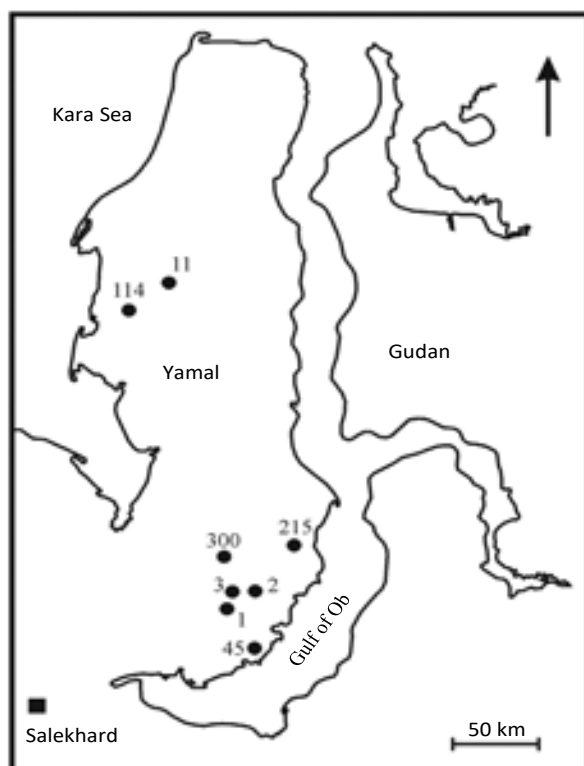 Kara Sea
11
114
Yamal
Gudan
300
215
3
2
1
45
Gulf of Ob
Salekhard
50 km